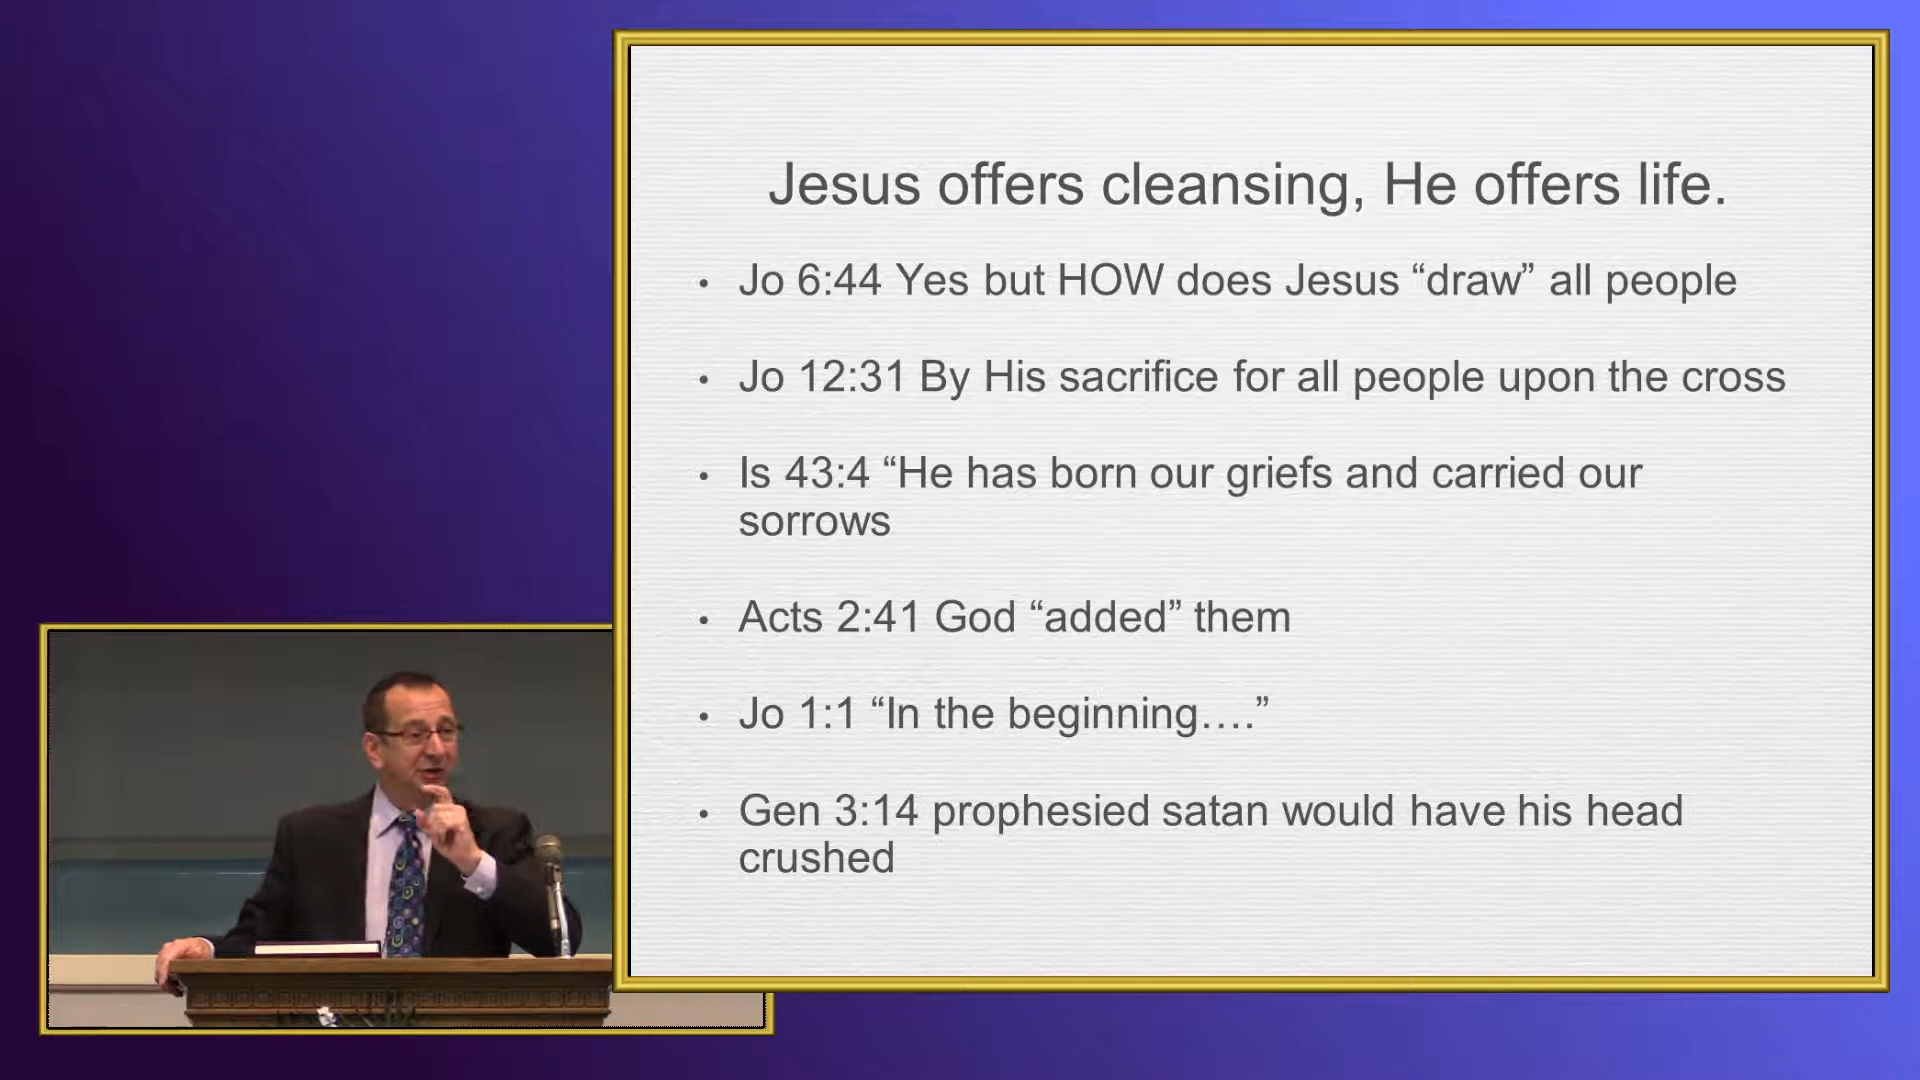 Jesus offers cleansing, He offers life.
• Jo 6:44 Yes but HOW does Jesus “draw” all people
• Jo 12:31 By His sacrifice for all people upon the cross
• Is 43:4 “He has born our griefs and carried our
sorrows
• Acts 2:41 God “added” them
• Jo 1:1 “In the beginning….”
• Gen 3:14 prophesied satan would have his head
crushed